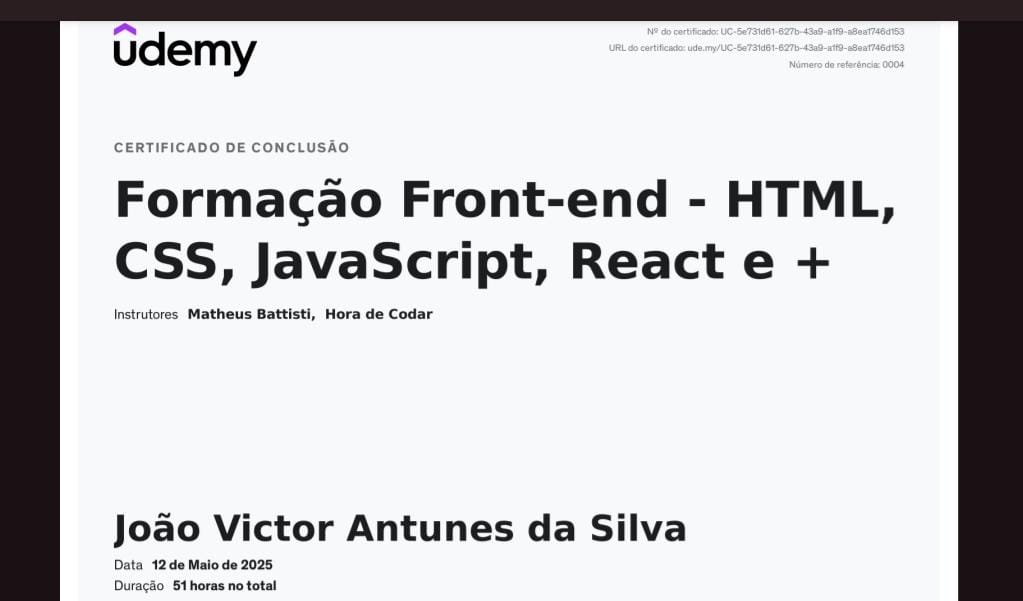 udemy
Nº do certificado: UC-5e731d61-627b-43a9-a1f9-a8ea1746d153
URL do certificado: ude.my/UC-5e731d61-627b-43a9-a1f9-a8ea1746d153
Número de referência: 0004
CERTIFICADO DE CONCLUSÃO
Formação Front-end - HTML,
CSS, JavaScript, React e +
Instrutores Matheus Battisti, Hora de Codar
João Victor Antunes da Silva
Data 12 de Maio de 2025
Duração 51 horas no total